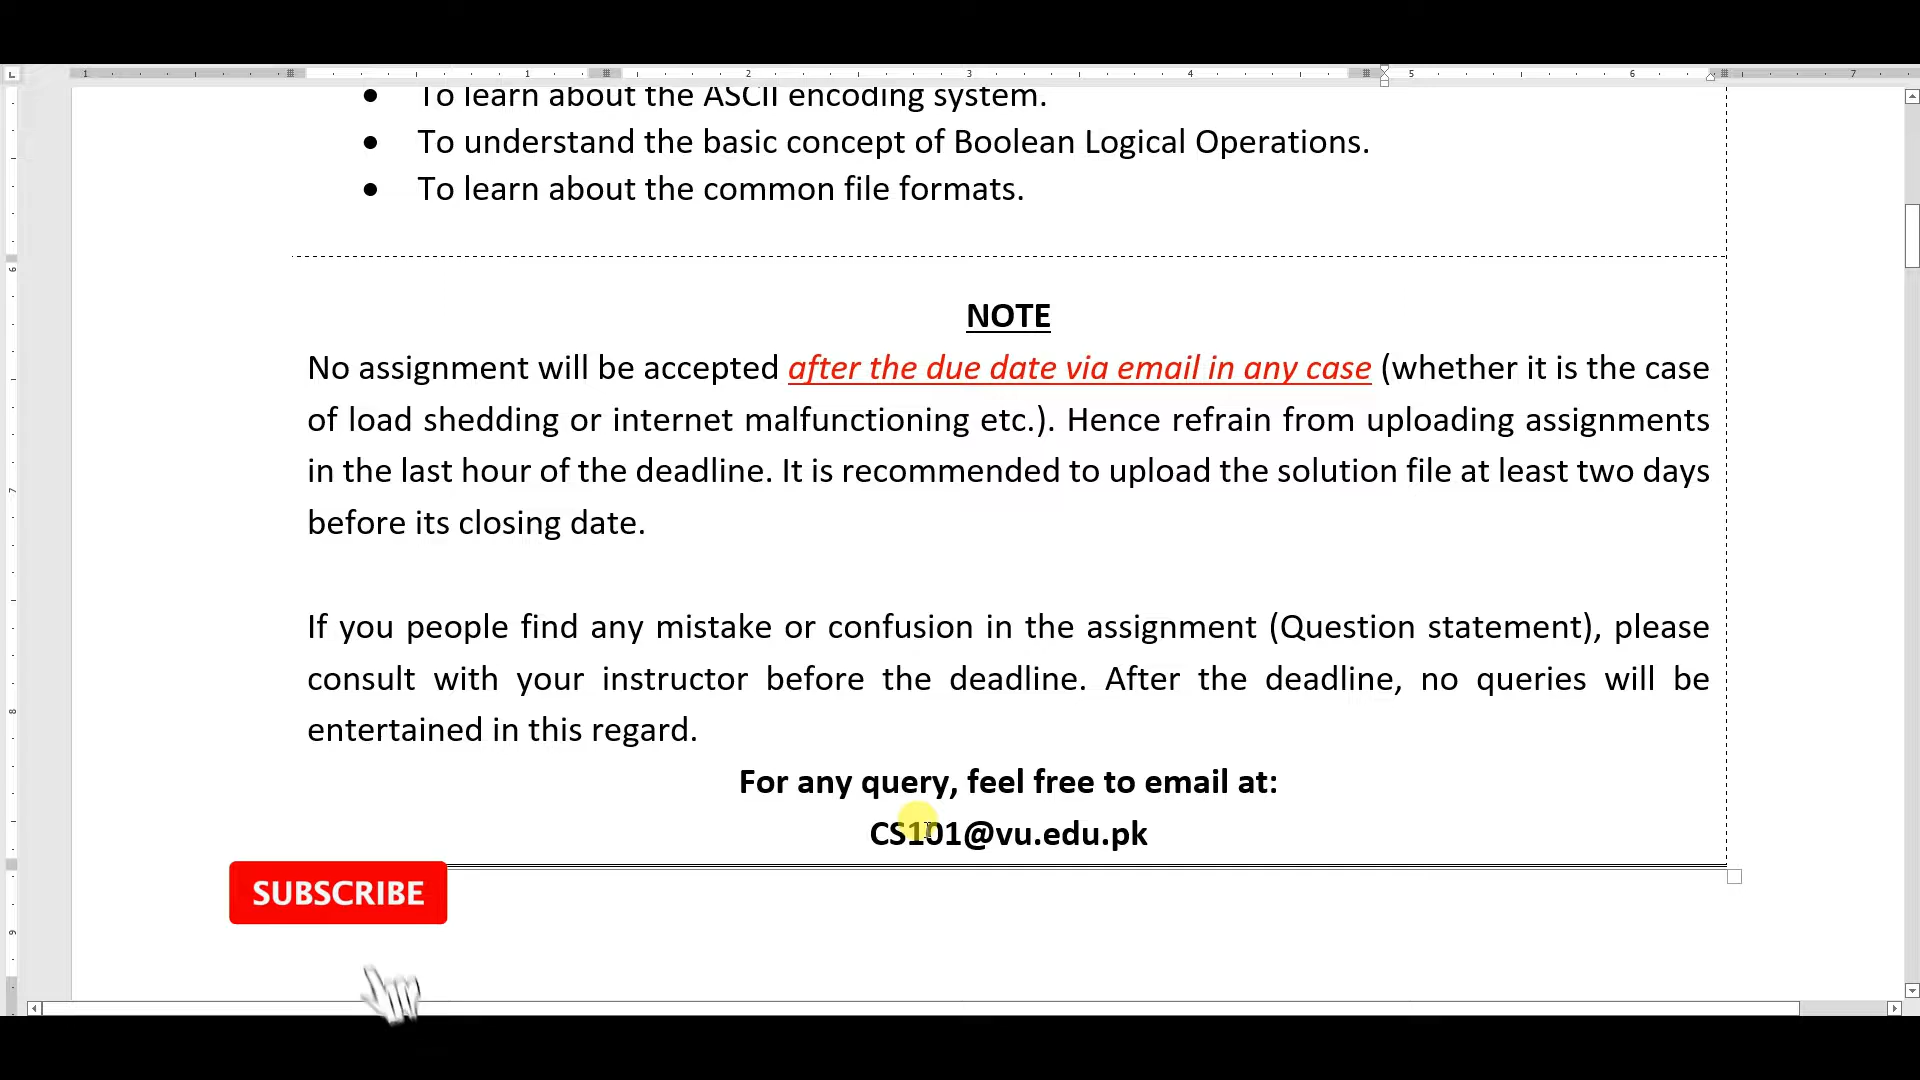 To learn about the ASCII encoding system.
To understand the basic concept of Boolean Logical Operations.
To learn about the common file formats.
NOTE
No assignment will be accepted after the due date via email in any case (whether it is the case
of load shedding or internet malfunctioning etc.). Hence refrain from uploading assignments
in the last hour of the deadline. It is recommended to upload the solution file at least two days
before its closing date.
If you people find any mistake or confusion in the assignment (Question statement), please
consult with your instructor before the deadline. After the deadline, no queries will be
entertained in this regard.
For any query, feel free to email at:
CS101@vu.edu.pk
SUBSCRIBE